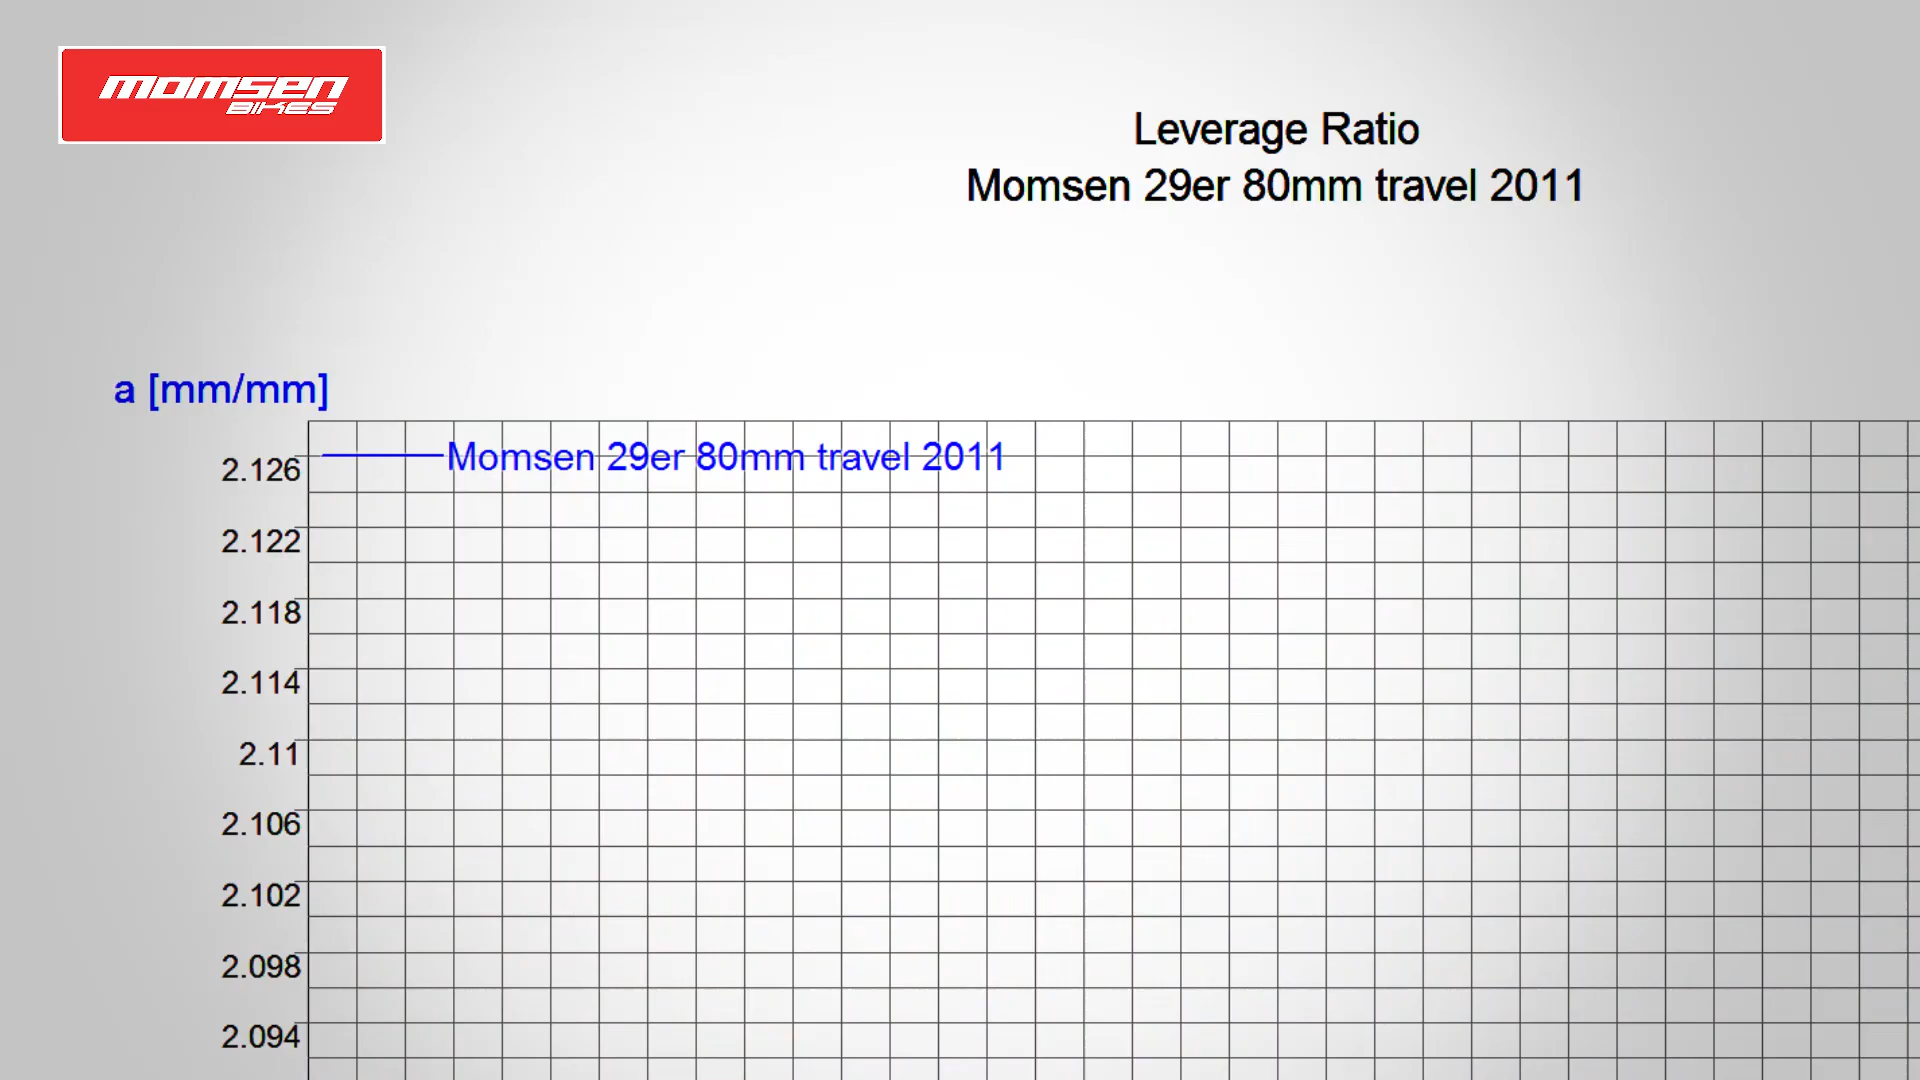 momsen
BIKES
Leverage Ratio
Momsen 29er 80mm travel 2011
a [mm/mm]
Momsen 29er 80mm travel 2011
2.126
2.122
2.118
2.114
2.11
2.106
2.102
2.098
2.094